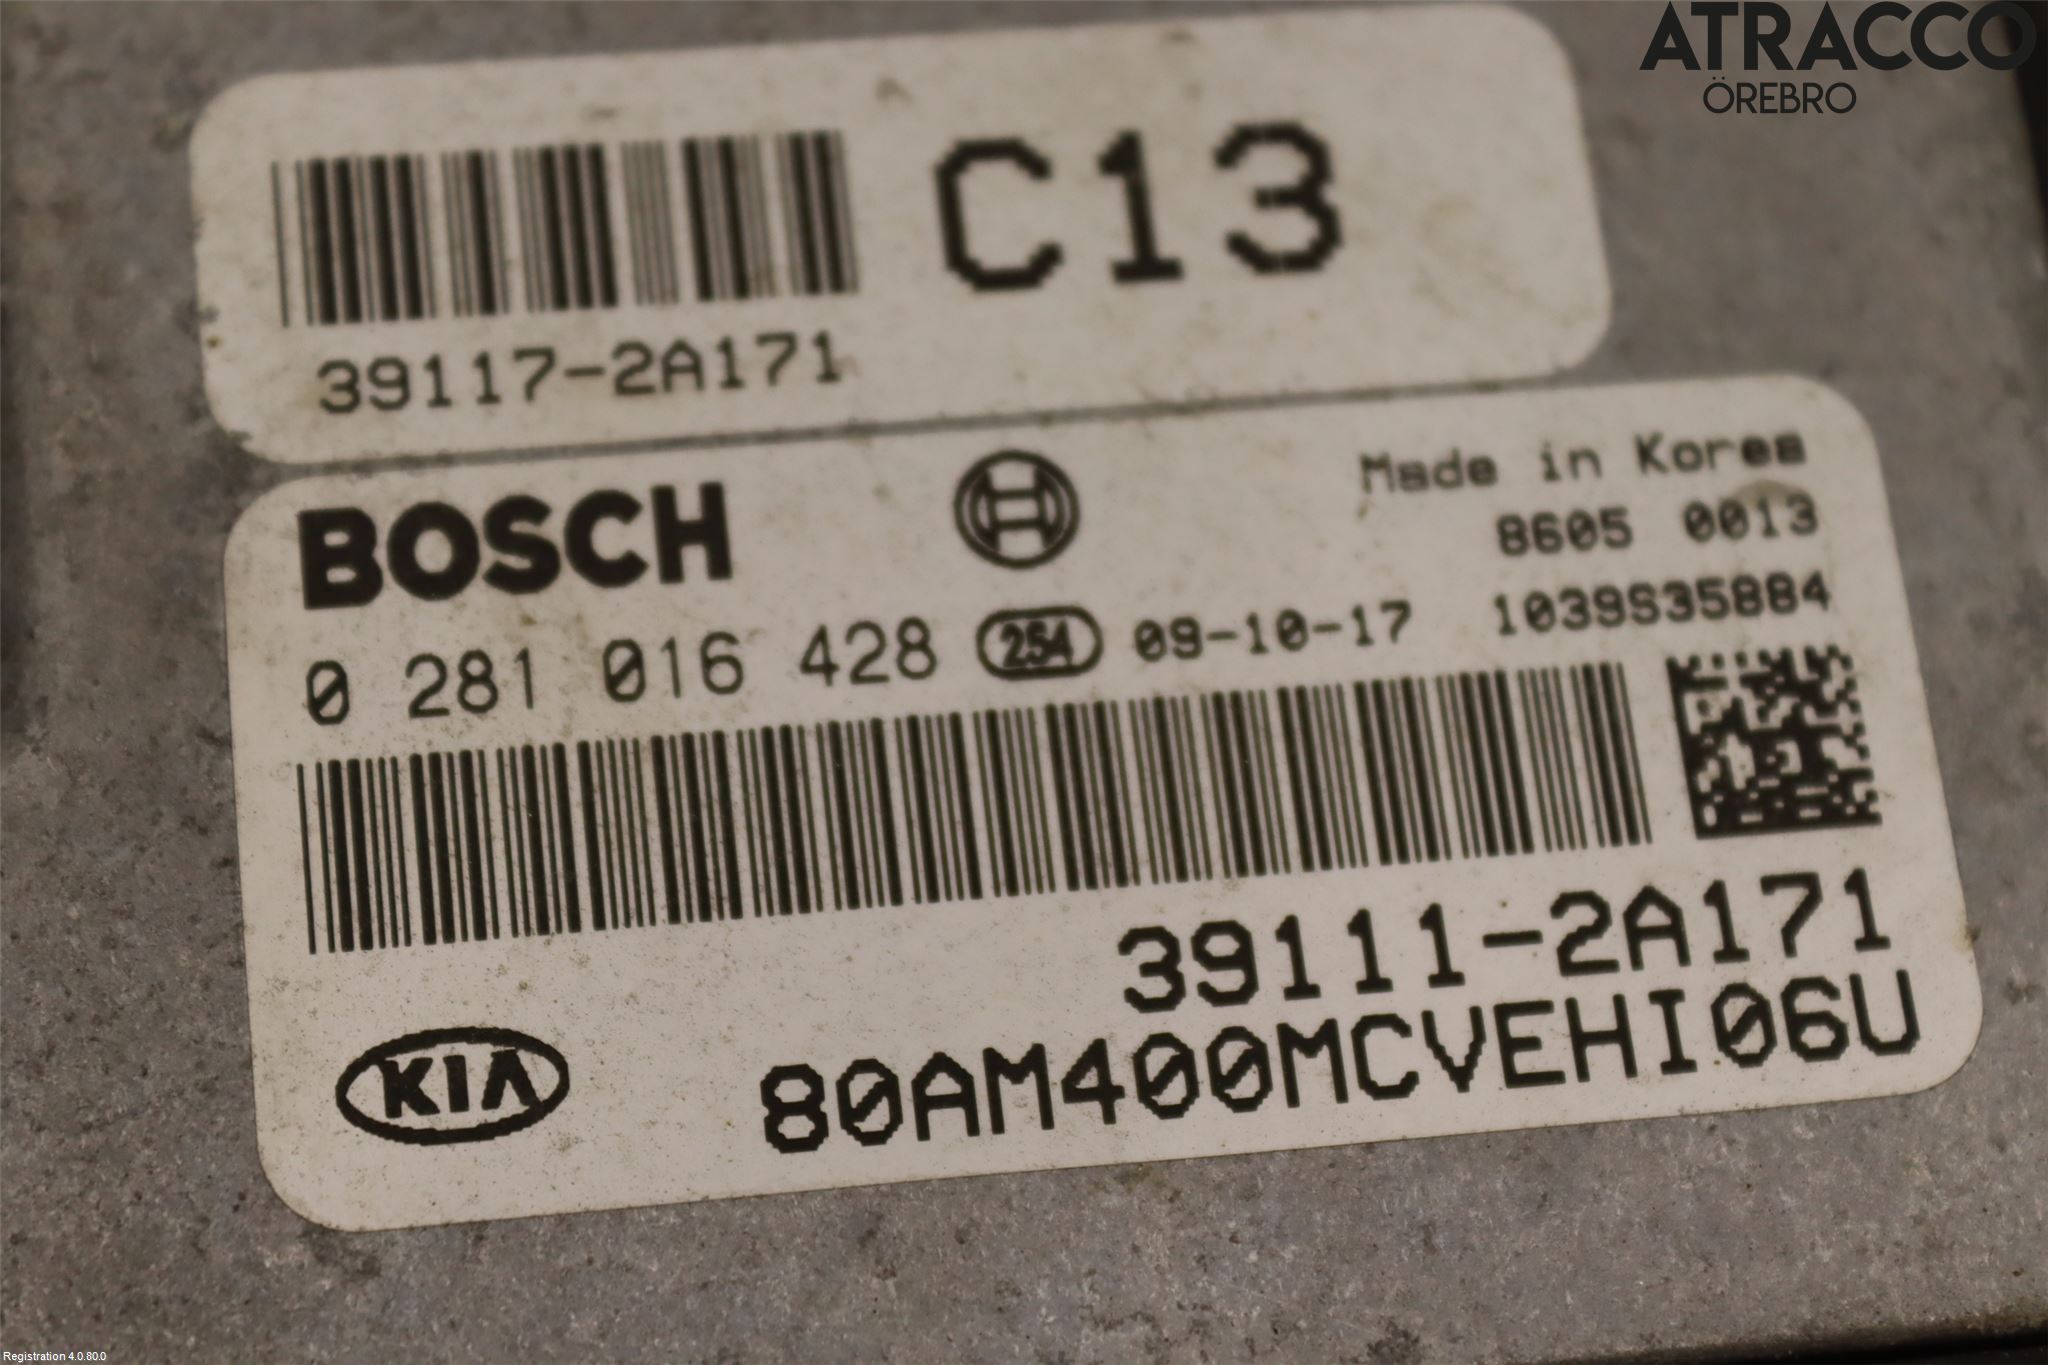 ATRACCO
ÖREBRO
C13
39117-2A171
BOSCH
Made in Korea
8605 0013
0 281 016 428 254 09-10-17 1039S35884
39111-2A171
KIA
80AM400MCVEHI06U
Registration 4.0.80.0